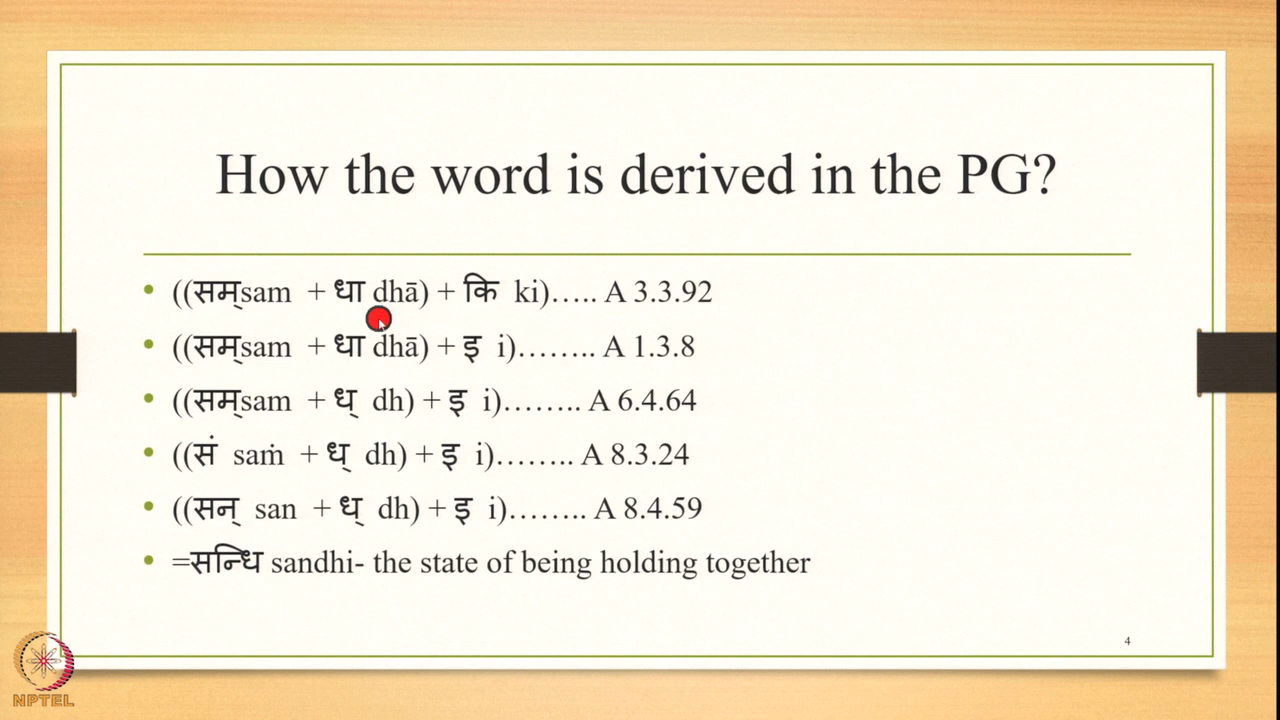 How the word is derived in the PG?
• ((सम्sam + धा dhā) + कि ki)….. A 3.3.92
• ((सम्sam + धा dhā) + इ i)…….. A 1.3.8
• ((सम्sam + ध् dh) + इ i)…….. A 6.4.64
• ((सं saṁ + ध् dh) + इ i)…….. A 8.3.24
• ((सन् san + ध् dh) + इ i)…….. A 8.4.59
• =सन्धि sandhi- the state of being holding together
4
NPTEL